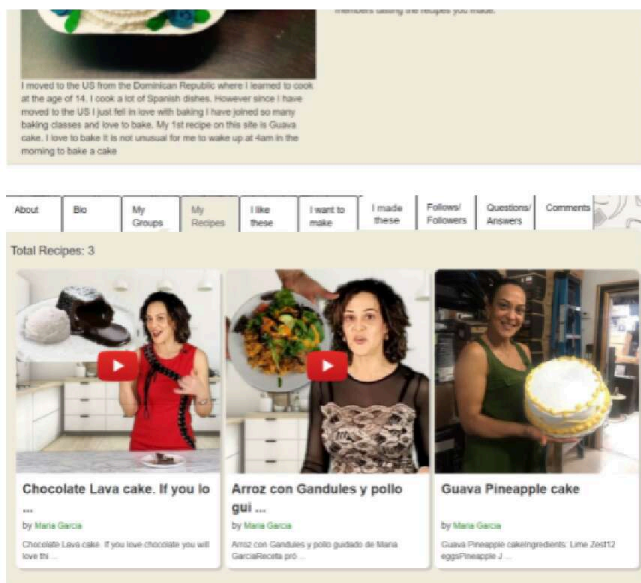 members tasting the recipes you made.
I moved to the US from the Dominican Republic where I learned to cook
at the age of 14. I cook a lot of Spanish dishes. However since I have
moved to the US I just fell in love with baking I have joined so many
baking classes and love to bake. My 1st recipe on this site is Guava
cake. I love to bake it is not unusual for me to wake up at 4am in the
morning to bake a cake
About
Bio
My
Groups
My
Recipes
I like
these
I want to
make
I made
these
Follows/
Followers
Questions/
Answers
Comments
Total Recipes: 3
Chocolate Lava cake. If you lo
...
by Maria Garcia
Chocolate Lava cake. If you love chocolate you will
love thi ...
Arroz con Gandules y pollo
gui ...
by Maria Garcia
Arroz con Gandules y pollo guidado de Maria
GarciaReceta pró ...
Guava Pineapple cake
by Maria Garcia
Guava Pineapple cakeIngredients: Lime Zest12
eggsPineapple J ...